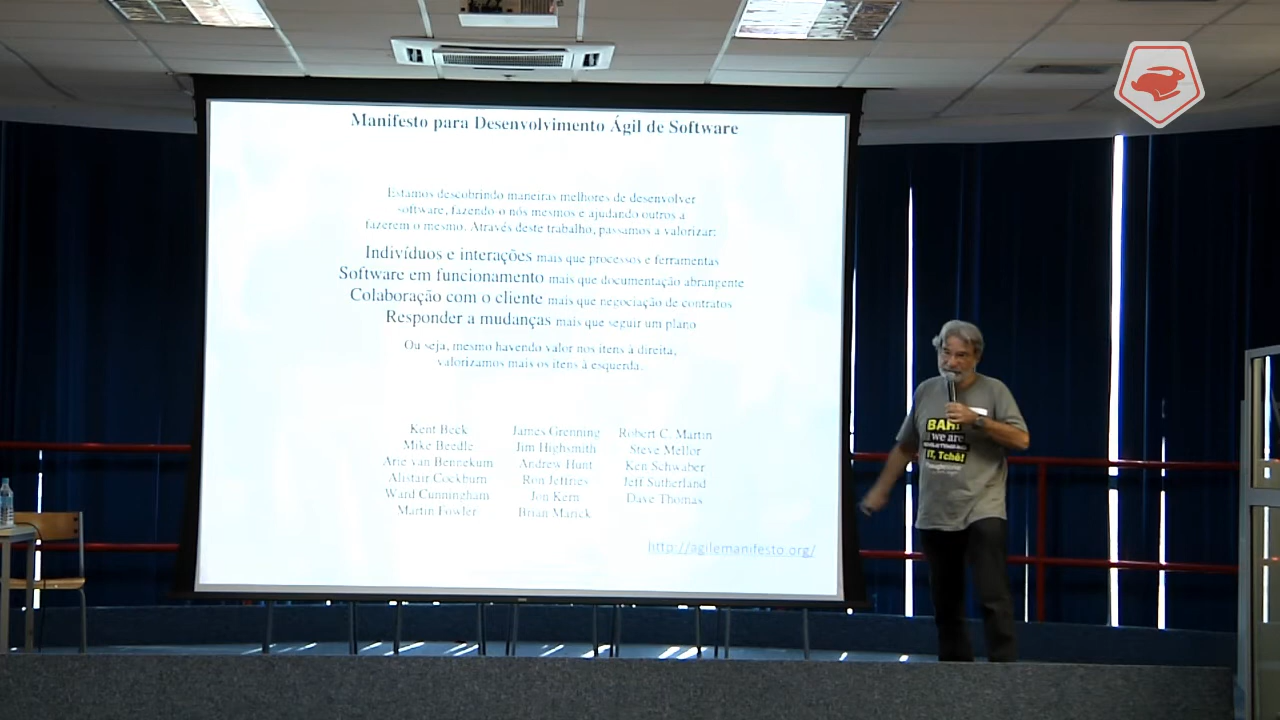 Manifesto para Desenvolvimento Ágil de Software
Estamos descobrindo maneiras melhores de desenvolver
software, fazendo-o nós mesmos e ajudando outros a
fazerem o mesmo. Através deste trabalho, passamos a valorizar:
Indivíduos e interações mais que processos e ferramentas
Software em funcionamento mais que documentação abrangente
Colaboração com o cliente mais que negociação de contratos
Responder a mudanças mais que seguir um plano
Ou seja, mesmo havendo valor nos itens à direita,
valorizamos mais os itens à esquerda.
Kent Beck James Grenning Robert C. Martin
Mike Beedle Jim Highsmith Steve Mellor
Arie van Bennekum Andrew Hunt Ken Schwaber
Alistair Cockburn Ron Jeffries Jeff Sutherland
Ward Cunningham Jon Kern Dave Thomas
Martin Fowler Brian Marick
http://agilemanifesto.org/
BAH!
we are
IT, Tchê!